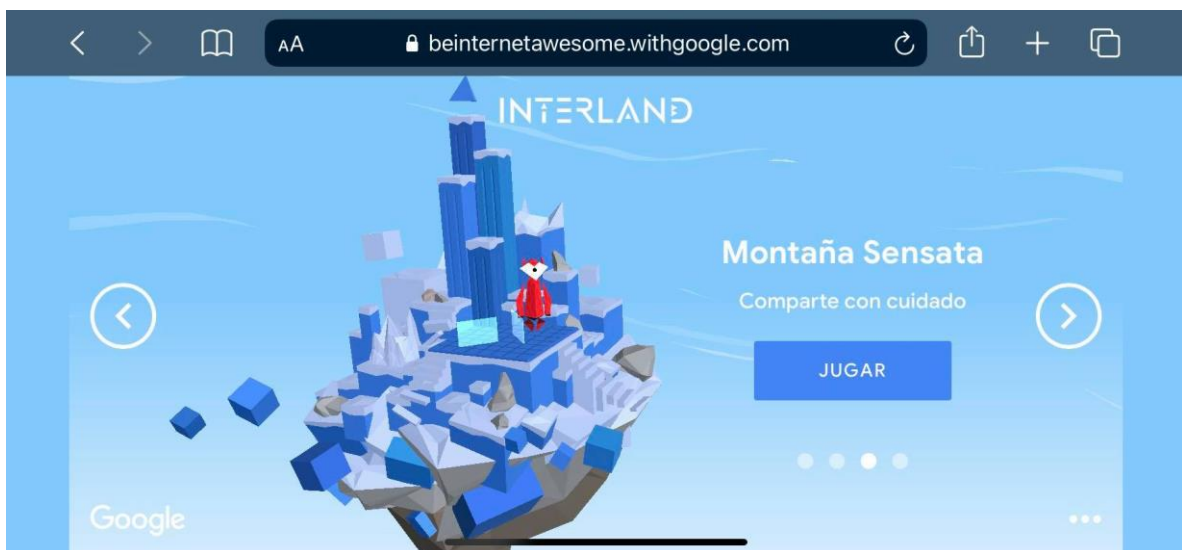 AA
beinternetawesome.withgoogle.com
INTERLAND
Montaña Sensata
Comparte con cuidado
JUGAR
Google